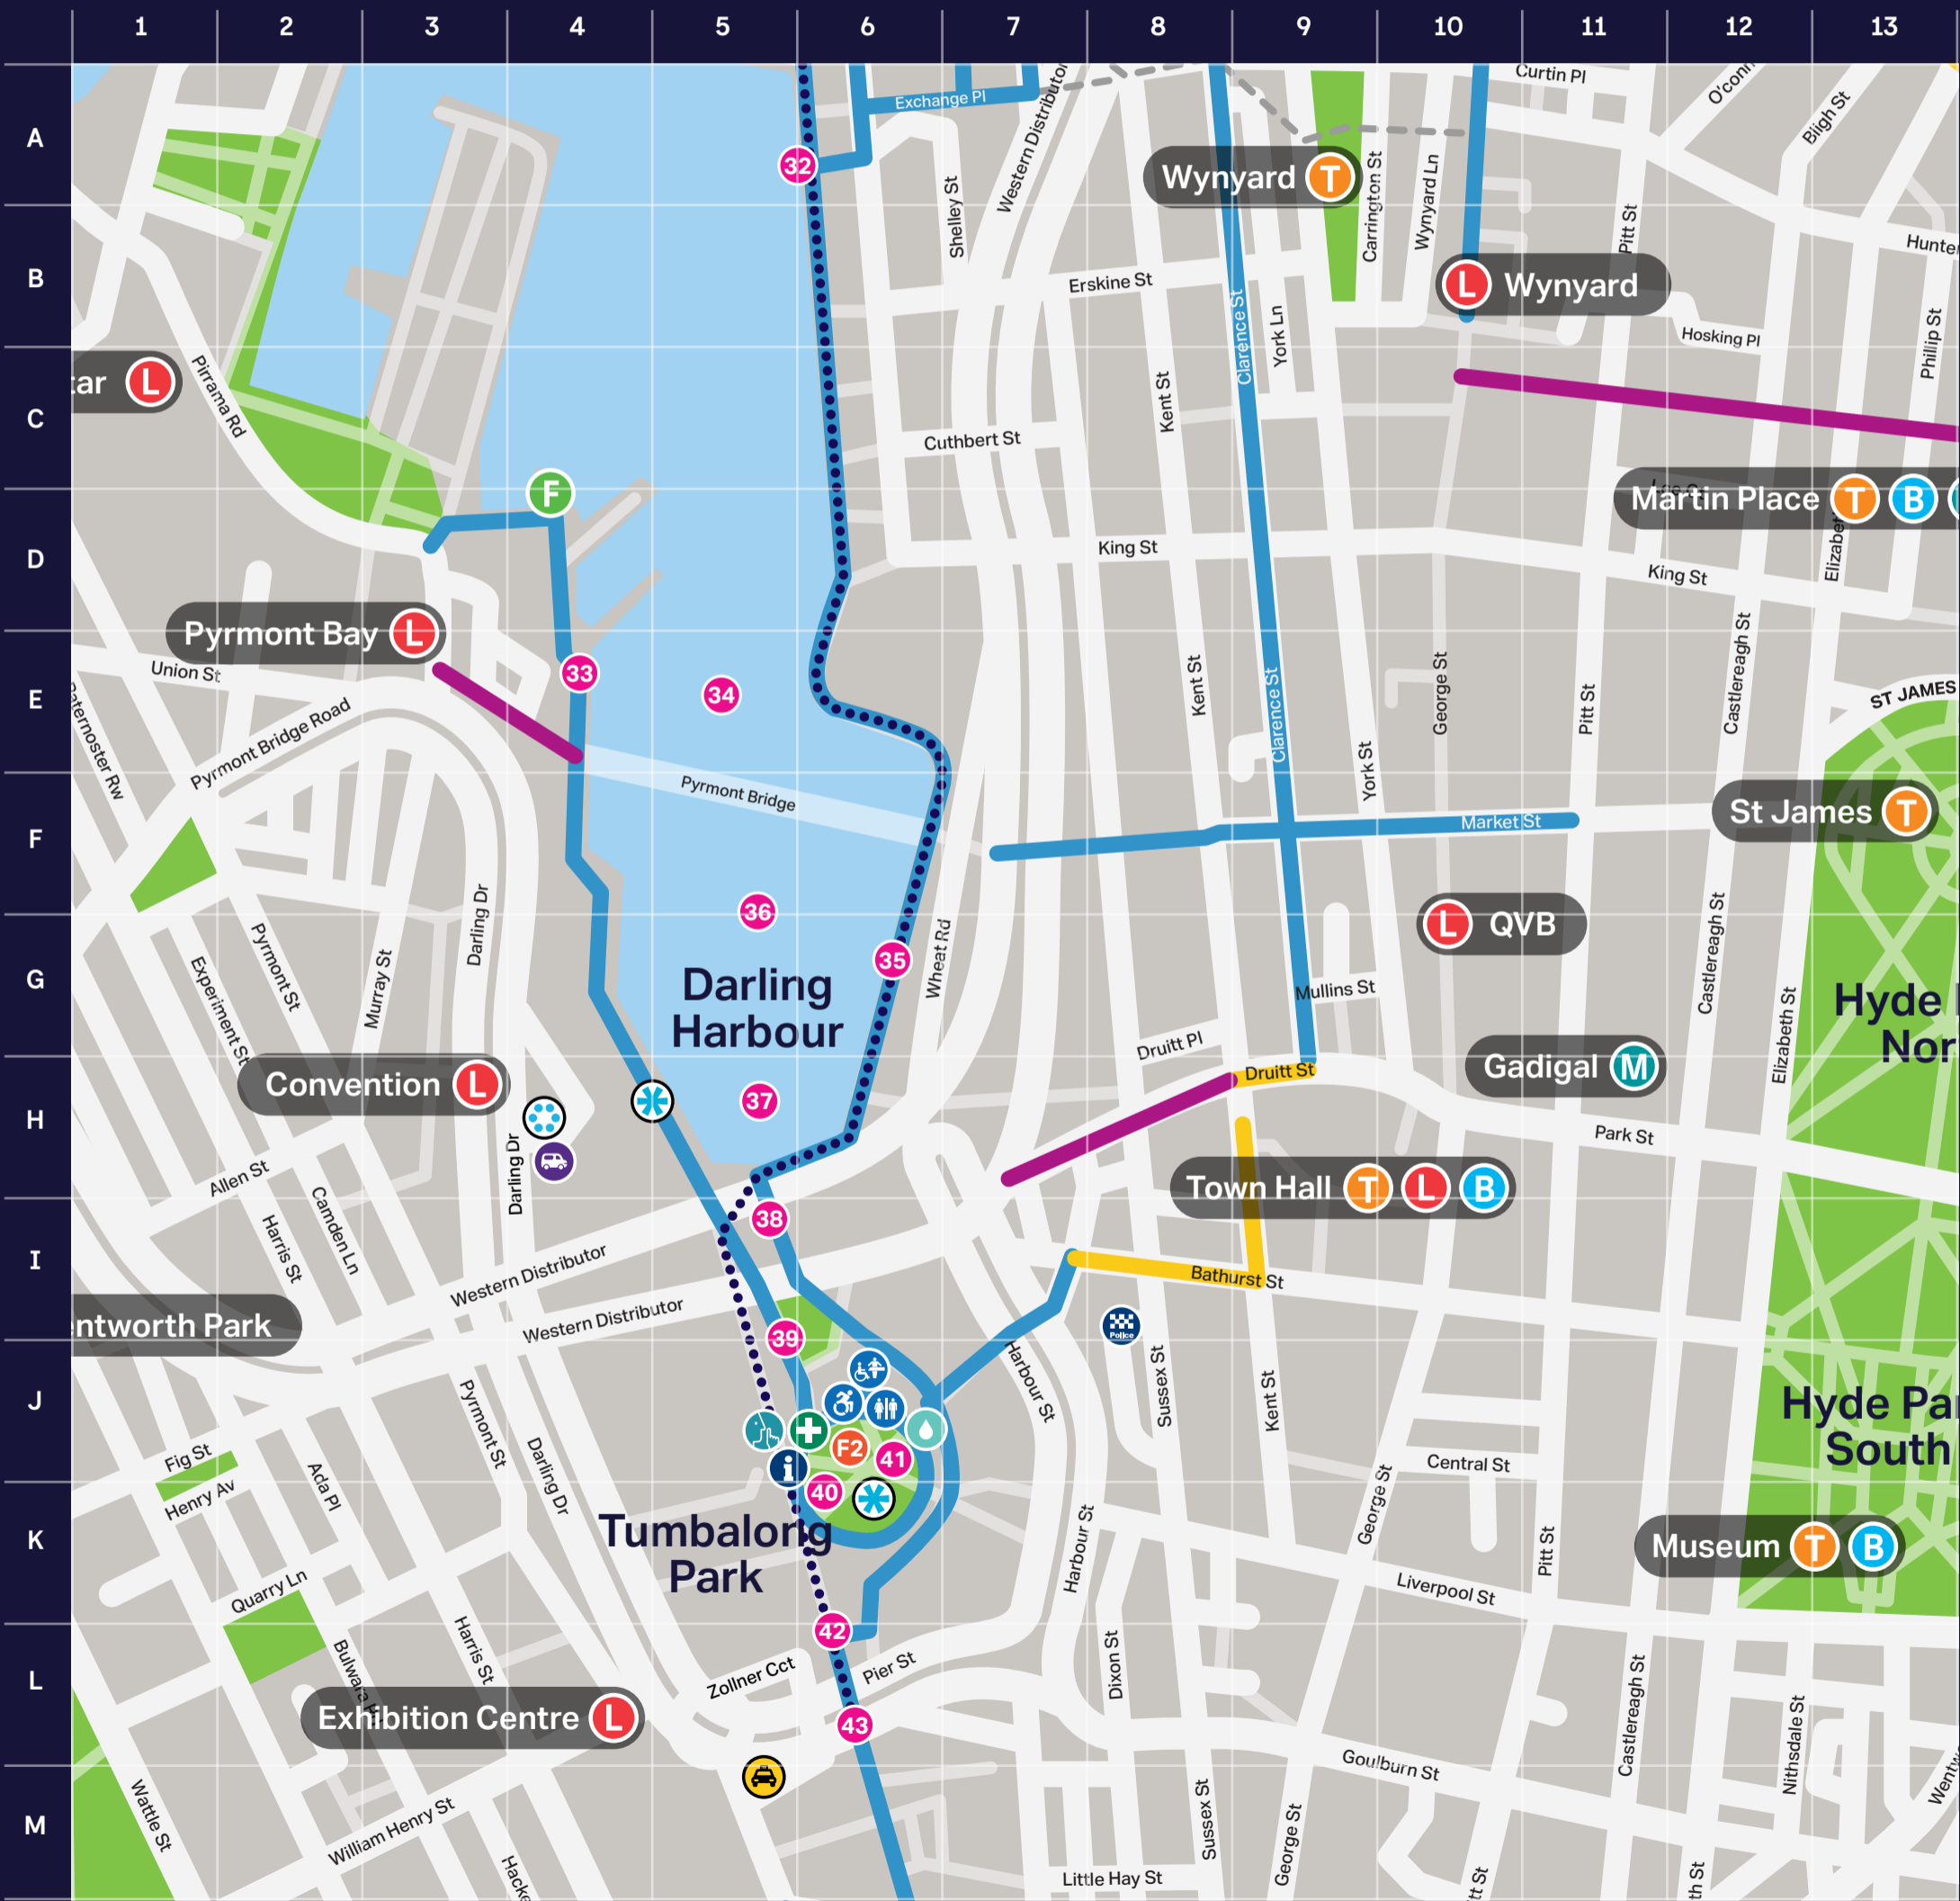 1 2 3 4 5 6 7 8 9 10 11 12 13
A
B
C
D
E
F
G
H
I
J
K
L
M
Exchange Pl
Curtin Pl
Bligh St
Western Distributor
32
Wynyard T
Shelley St
Carrington St
Wynyard Ln
Pitt St
Hunter
Erskine St
L Wynyard
Clarence St
York Ln
Hosking Pl
Phillip St
tar L
Pirrama Rd
Kent St
Cuthbert St
F
Martin Place T B
King St
King St
Pyrmont Bay L
Union St
33
34
Kent St
Clarence St
George St
Pitt St
Castlereagh St
ST JAMES
Paternoster Rw
Pyrmont Bridge Road
Pyrmont Bridge
York St
Market St
St James T
36
35
L QVB
Darling Dr
Pyrmont St
Experiment St
Murray St
Wheat Rd
Castlereagh St
Darling
Harbour
Mullins St
Elizabeth St
Hyde
Nor
Druitt Pl
Druitt St
Gadigal M
Convention L
37
Park St
Darling Dr
Allen St
Town Hall T L B
38
Harris St
Camden Ln
Western Distributor
Bathurst St
entworth Park
Western Distributor
39
Police
Harbour St
Sussex St
Kent St
Hyde Pa
South
Pyrmont St
Darling Dr
Fig St
Henry Av
Ada Pl
F2
41
i
40
Central St
George St
Tumbalong
Park
Harbour St
Pitt St
Museum T B
Quarry Ln
Liverpool St
42
Harris St
Bulwara
Zollner Cct
Pier St
Dixon St
Castlereagh St
Exhibition Centre L
43
Nithsdale St
Goulburn St
Wattle St
William Henry St
Sussex St
George St
Little Hay St